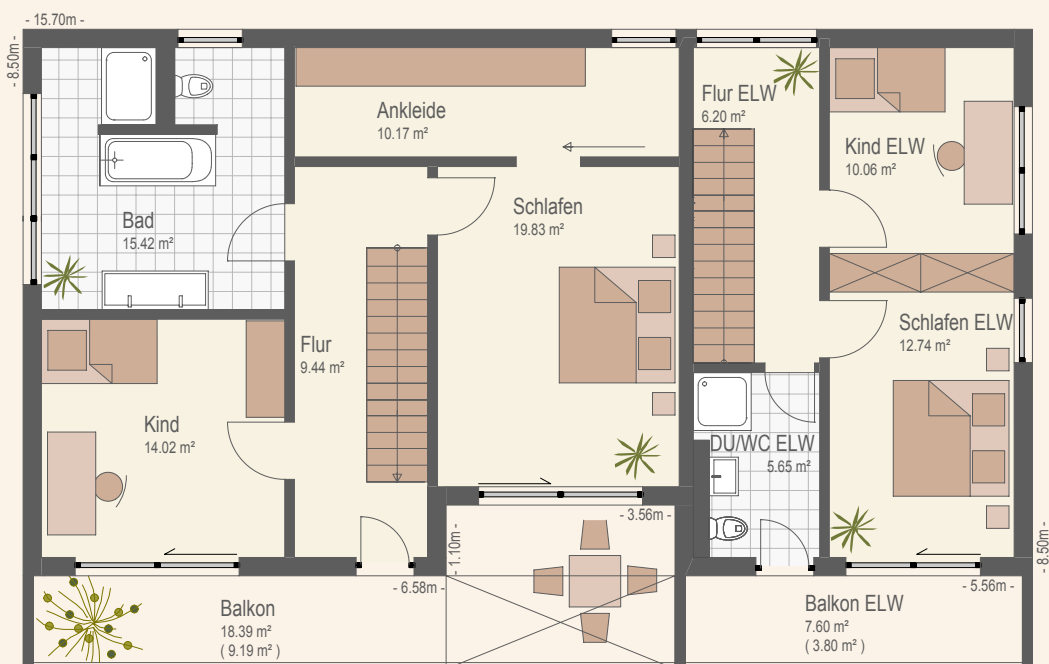 - 15.70m -
- 8.50m -
Ankleide
10.17 m²
Flur ELW
6.20 m²
Kind ELW
10.06 m²
Bad
15.42 m²
Schlafen
19.83 m²
Schlafen ELW
12.74 m²
Flur
9.44 m²
Kind
14.02 m²
DU/WC ELW
5.65 m²
- 3.56m -
- 1.10m -
- 8.50m -
- 6.58m -
- 5.56m -
Balkon
18.39 m²
( 9.19 m² )
Balkon ELW
7.60 m²
( 3.80 m² )